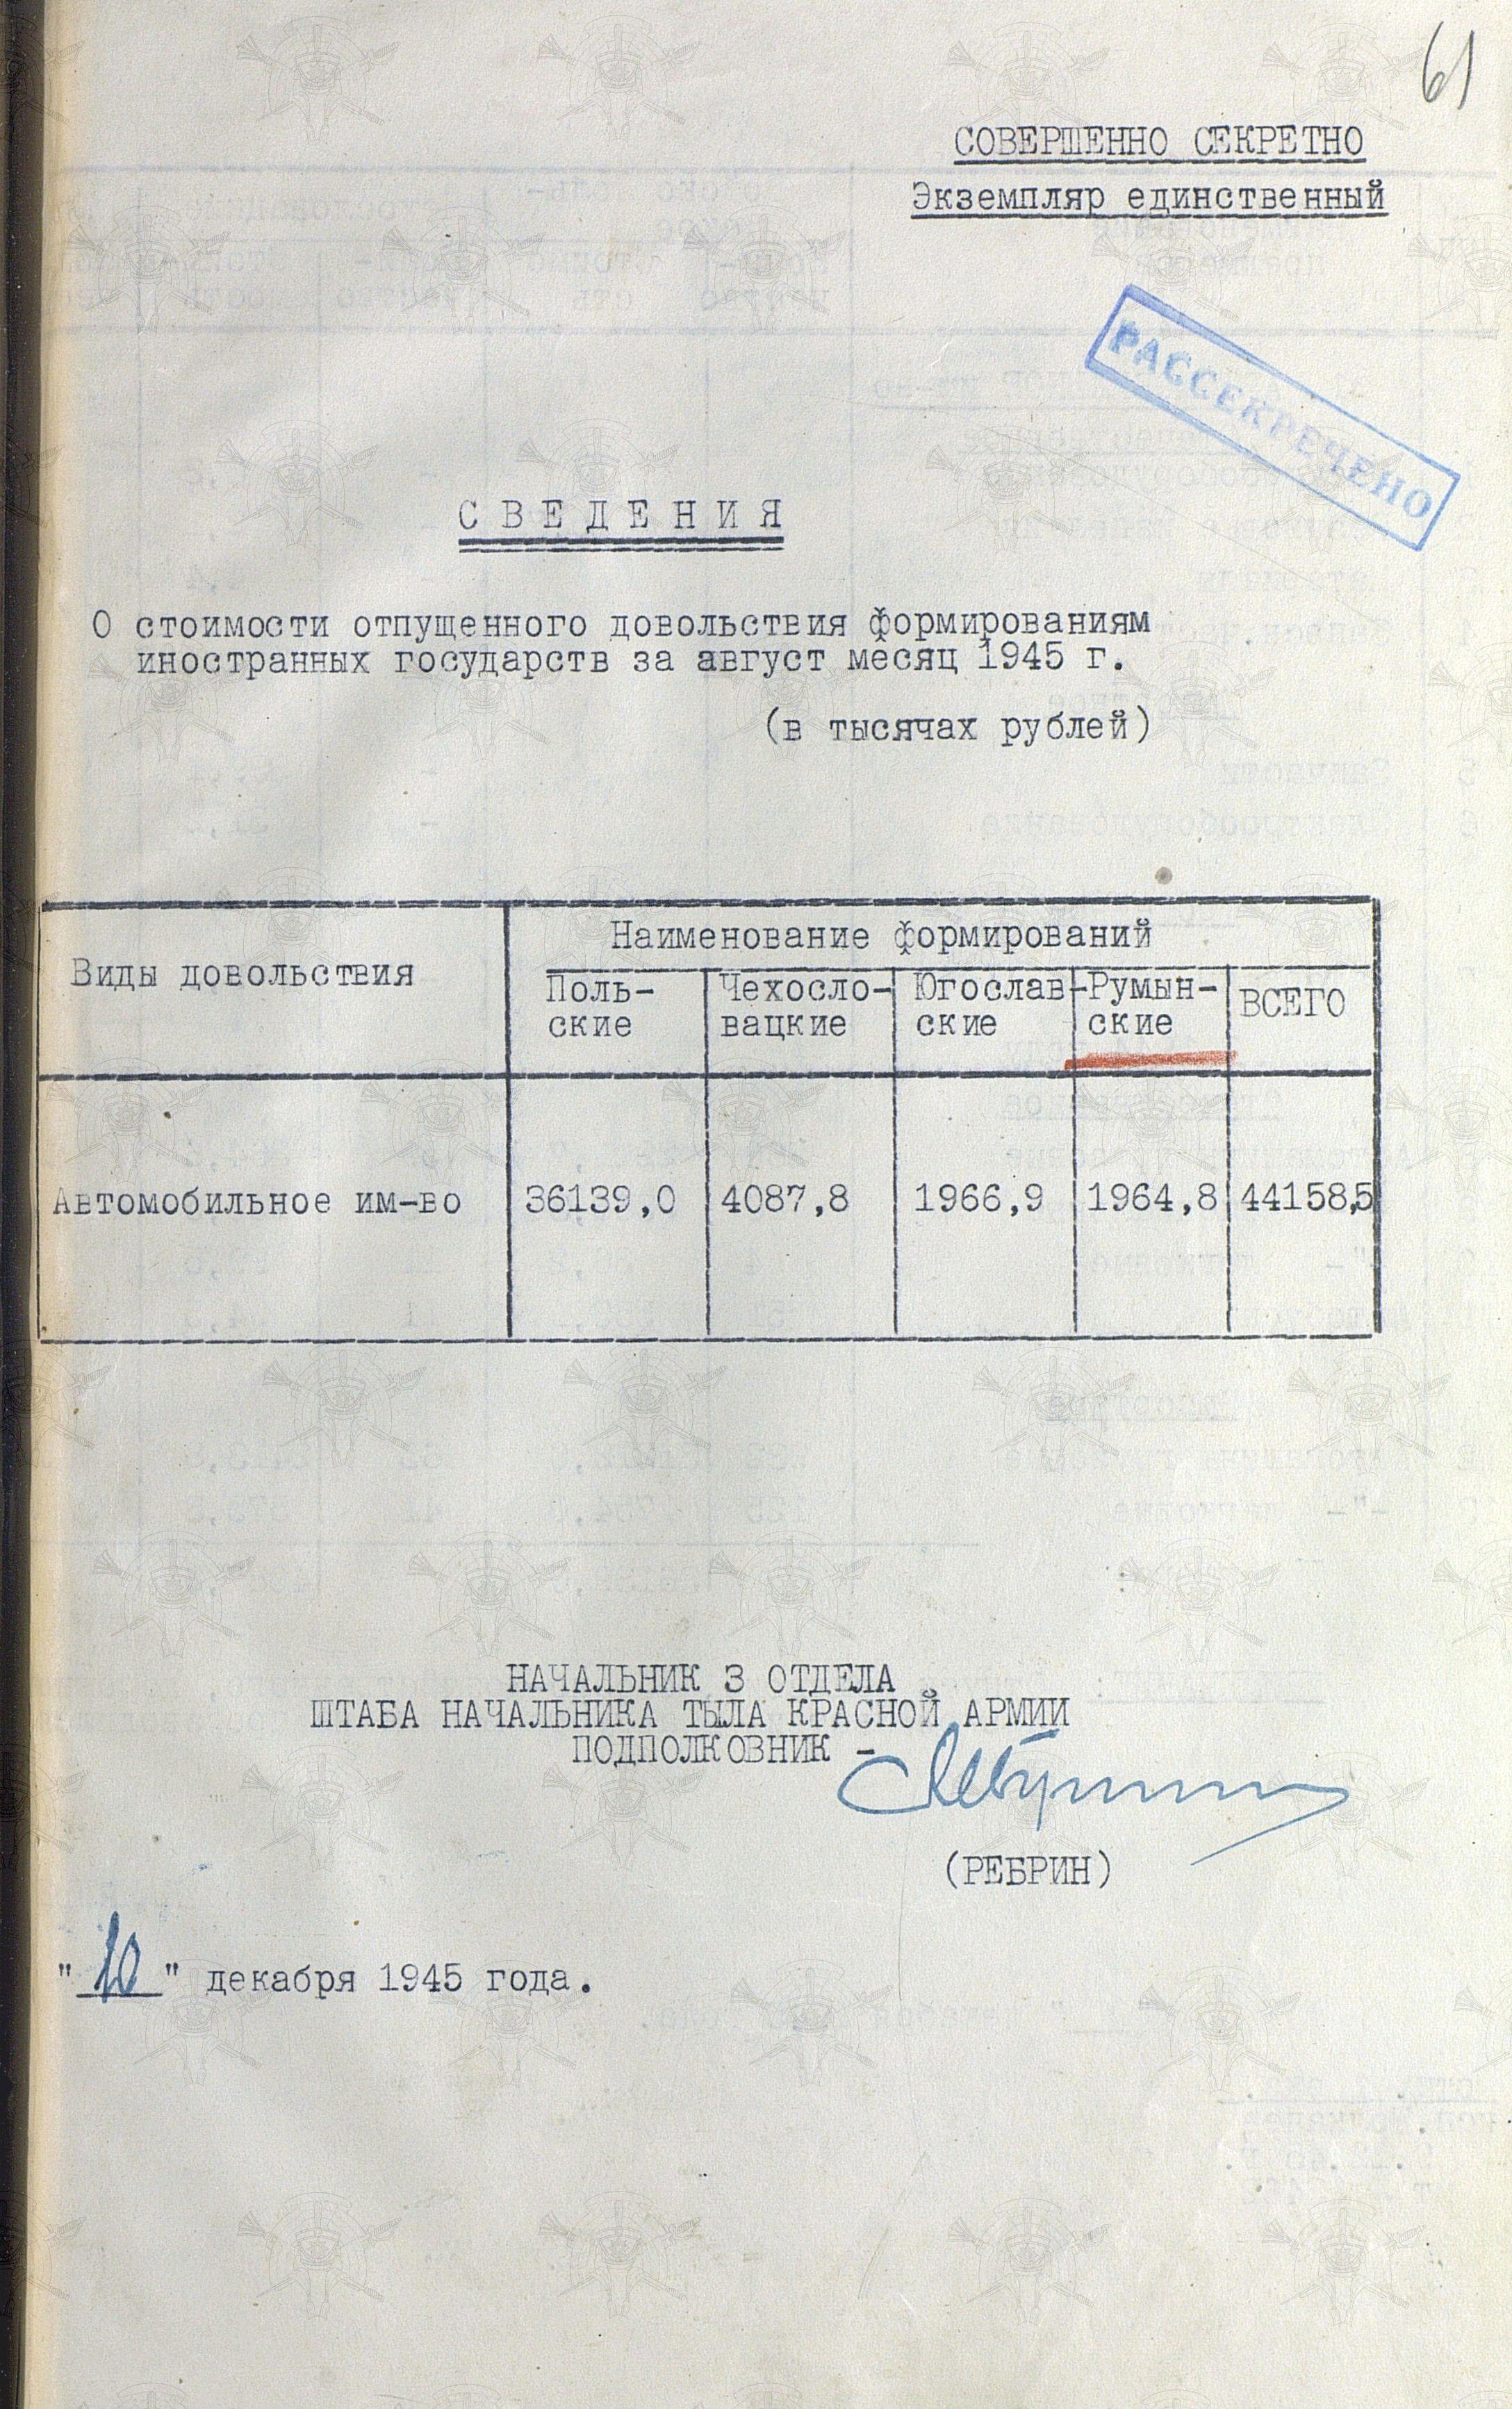 61
СОВЕРШЕННО СЕКРЕТНО
Экземпляр единственный
РАССЕКРЕЧЕНО
С В Е Д Е Н И Я
О стоимости отпущенного довольствия формированиям
иностранных государств за август месяц 1945 г.
(в тысячах рублей)
Виды довольствия
Наименование формирований
Поль-
ские
Чехосло-
вацкие
Югослав-
ские
Румын-
ские
ВСЕГО
Автомобильное им-во 36139,0 4087,8 1966,9 1964,8 44158,5
НАЧАЛЬНИК 3 ОТДЕЛА
ШТАБА НАЧАЛЬНИКА ТЫЛА КРАСНОЙ АРМИИ
ПОДПОЛКОВНИК -
(РЕБРИН)
"10" декабря 1945 года.